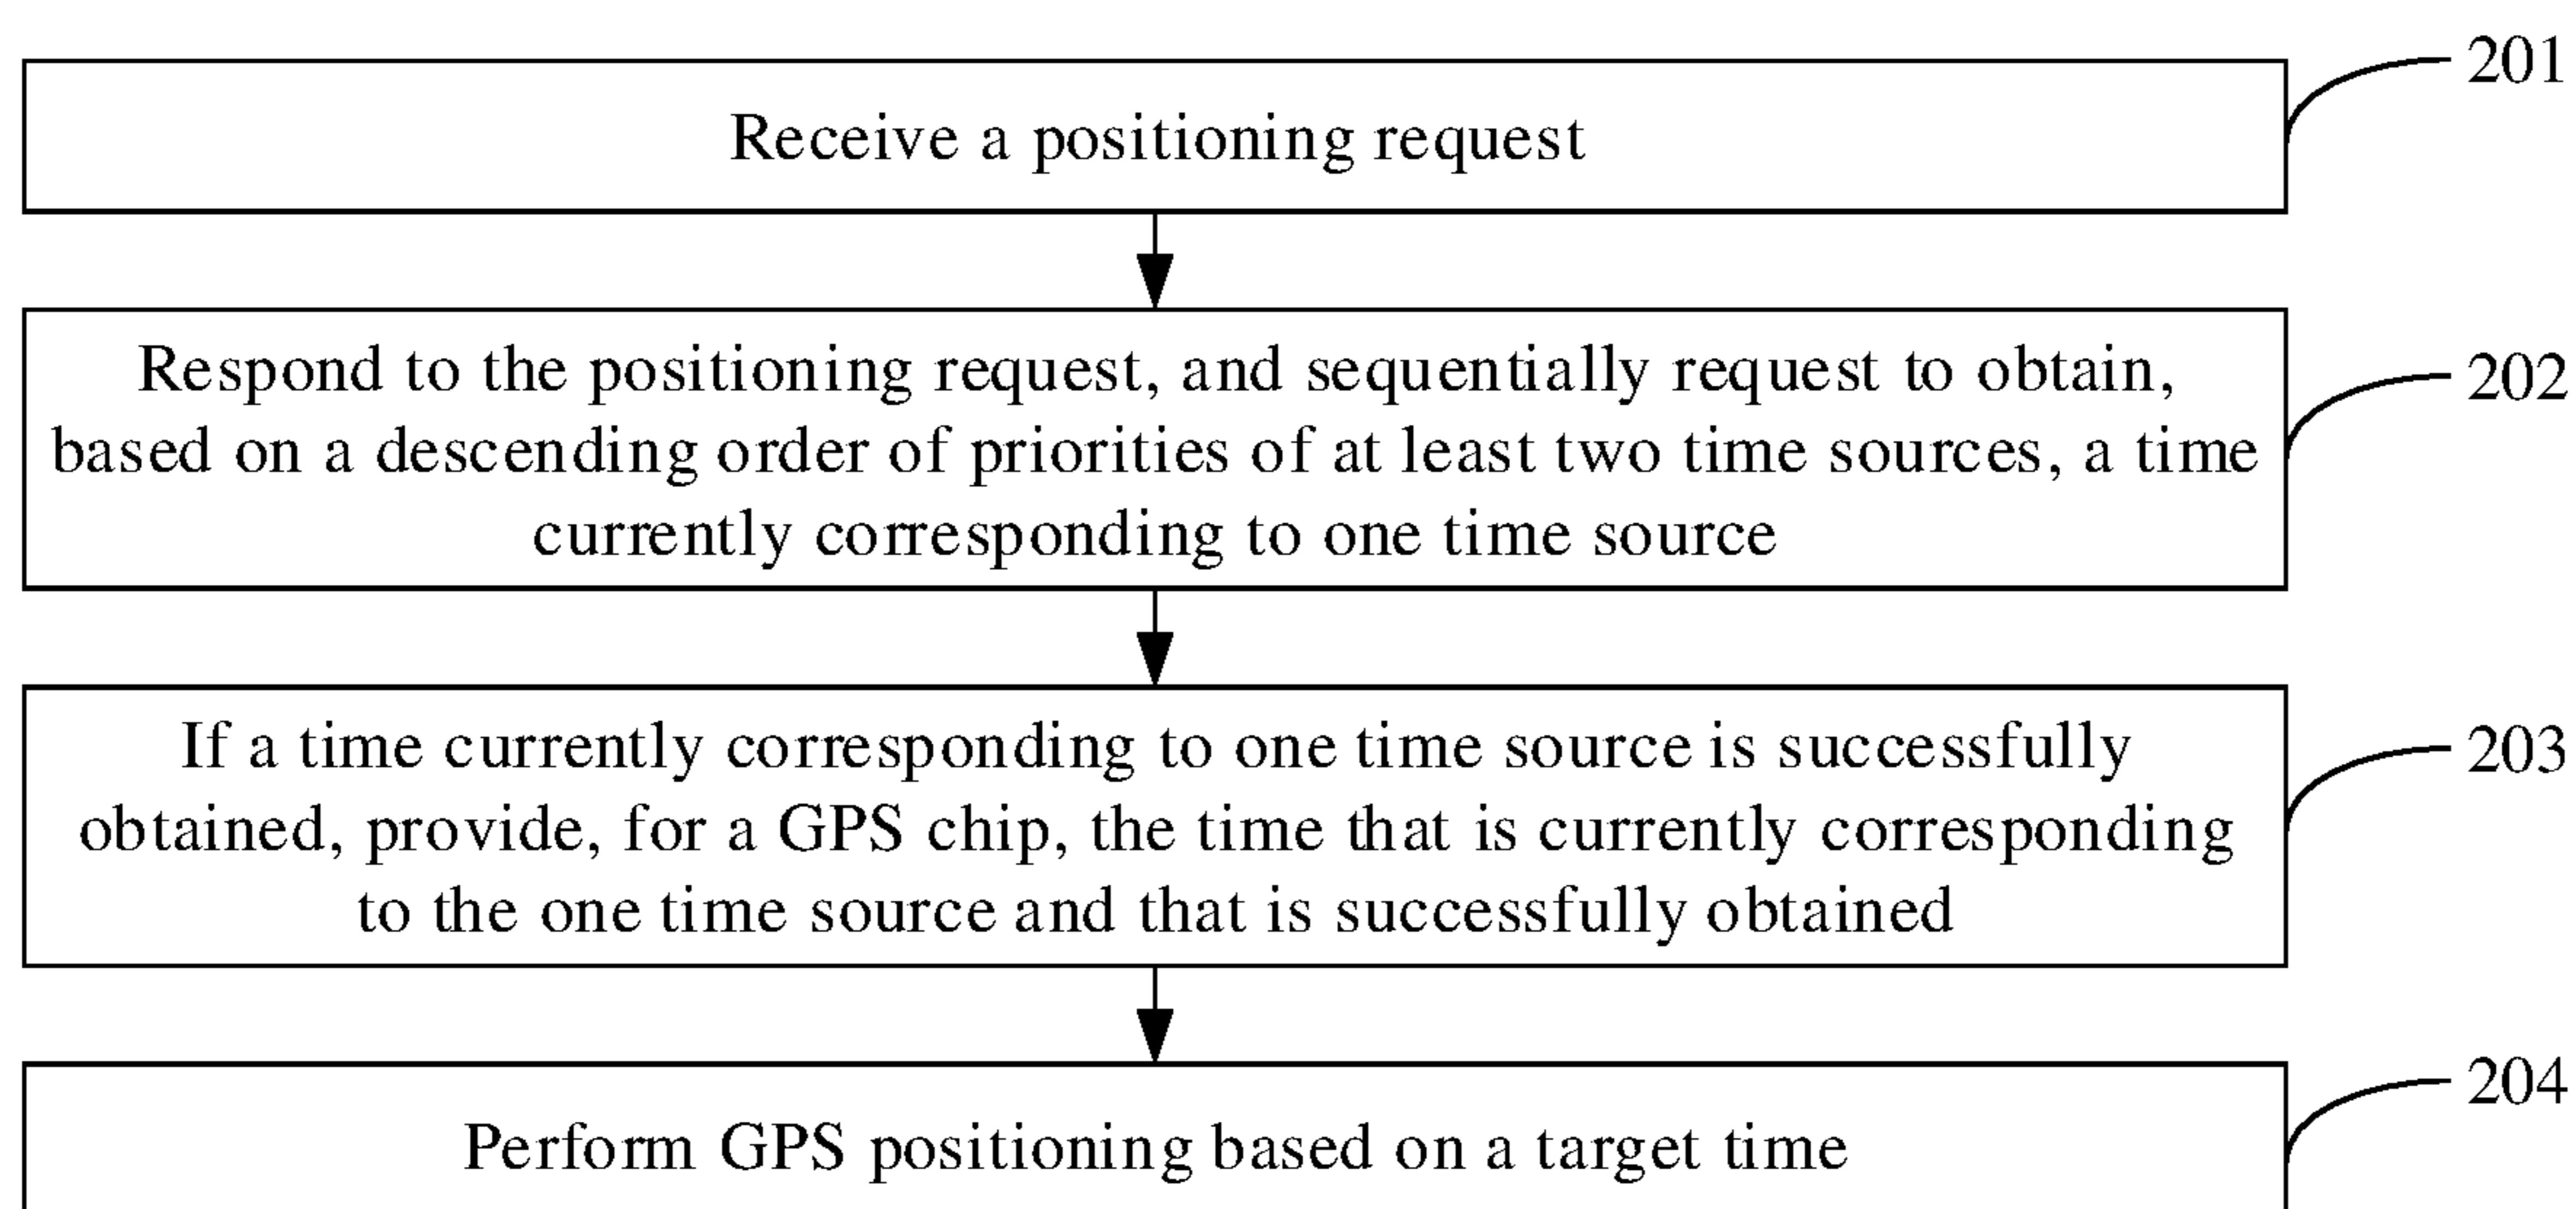 201
Receive a positioning request
Respond to the positioning request, and sequentially request to obtain,
202
based on a descending order of priorities of at least two time sources, a time
currently corresponding to one time source
If a time currently corresponding to one time source is successfully
203
obtained, provide, for a GPS chip, the time that is currently corresponding
to the one time source and that is successfully obtained
204
Perform GPS positioning based on a target time